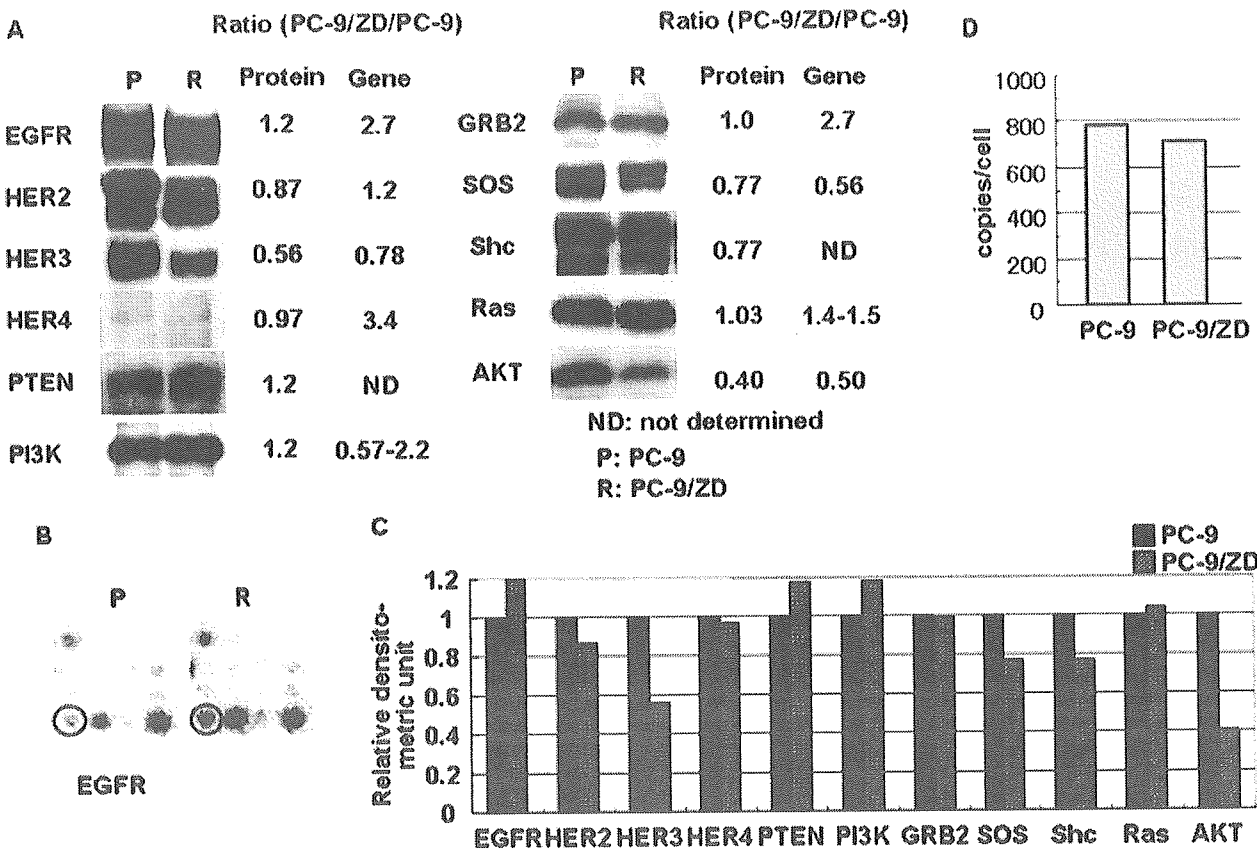 A
Ratio (PC-9/ZD/PC-9)
P R Protein Gene
EGFR 1.2 2.7
HER2 0.87 1.2
HER3 0.56 0.78
HER4 0.97 3.4
PTEN 1.2 ND
PI3K 1.2 0.57-2.2
Ratio (PC-9/ZD/PC-9)
P R Protein Gene
GRB2 1.0 2.7
SOS 0.77 0.56
Shc 0.77 ND
Ras 1.03 1.4-1.5
AKT 0.40 0.50
ND: not determined
P: PC-9
R: PC-9/ZD
D
copies/cell
1000
800
600
400
200
0
PC-9 PC-9/ZD
B
P R
EGFR
C
PC-9
PC-9/ZD
Relative densito-
metric unit
1.2
1
0.8
0.6
0.4
0.2
0
EGFR HER2 HER3 HER4 PTEN PI3K GRB2 SOS Shc Ras AKT